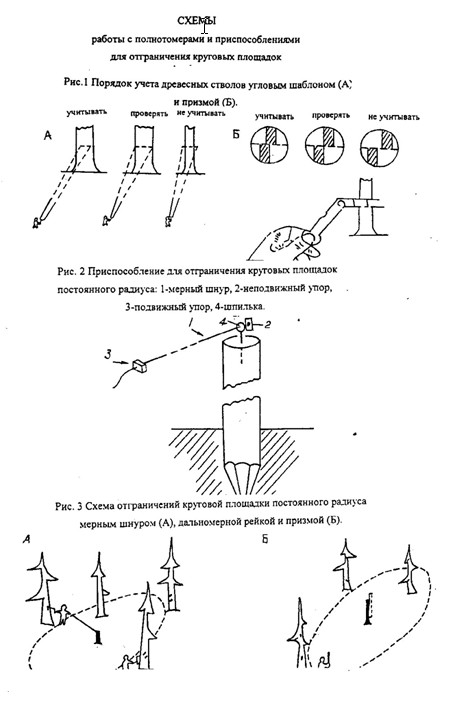 СХЕМЫ
работы с полнотомерами и приспособлениями
для отграничения круговых площадок
Рис.1 Порядок учета древесных стволов угловым шаблоном (А)
и призмой (Б).
учитывать проверять не учитывать
А
учитывать проверять не учитывать
Б
Рис. 2 Приспособление для отграничения круговых площадок
постоянного радиуса: 1-мерный шнур, 2-неподвижный упор,
3-подвижный упор, 4-шпилька.
1
4
2
3
Рис. 3 Схема отграничений круговой площадки постоянного радиуса
мерным шнуром (А), дальномерной рейкой и призмой (Б).
А
Б